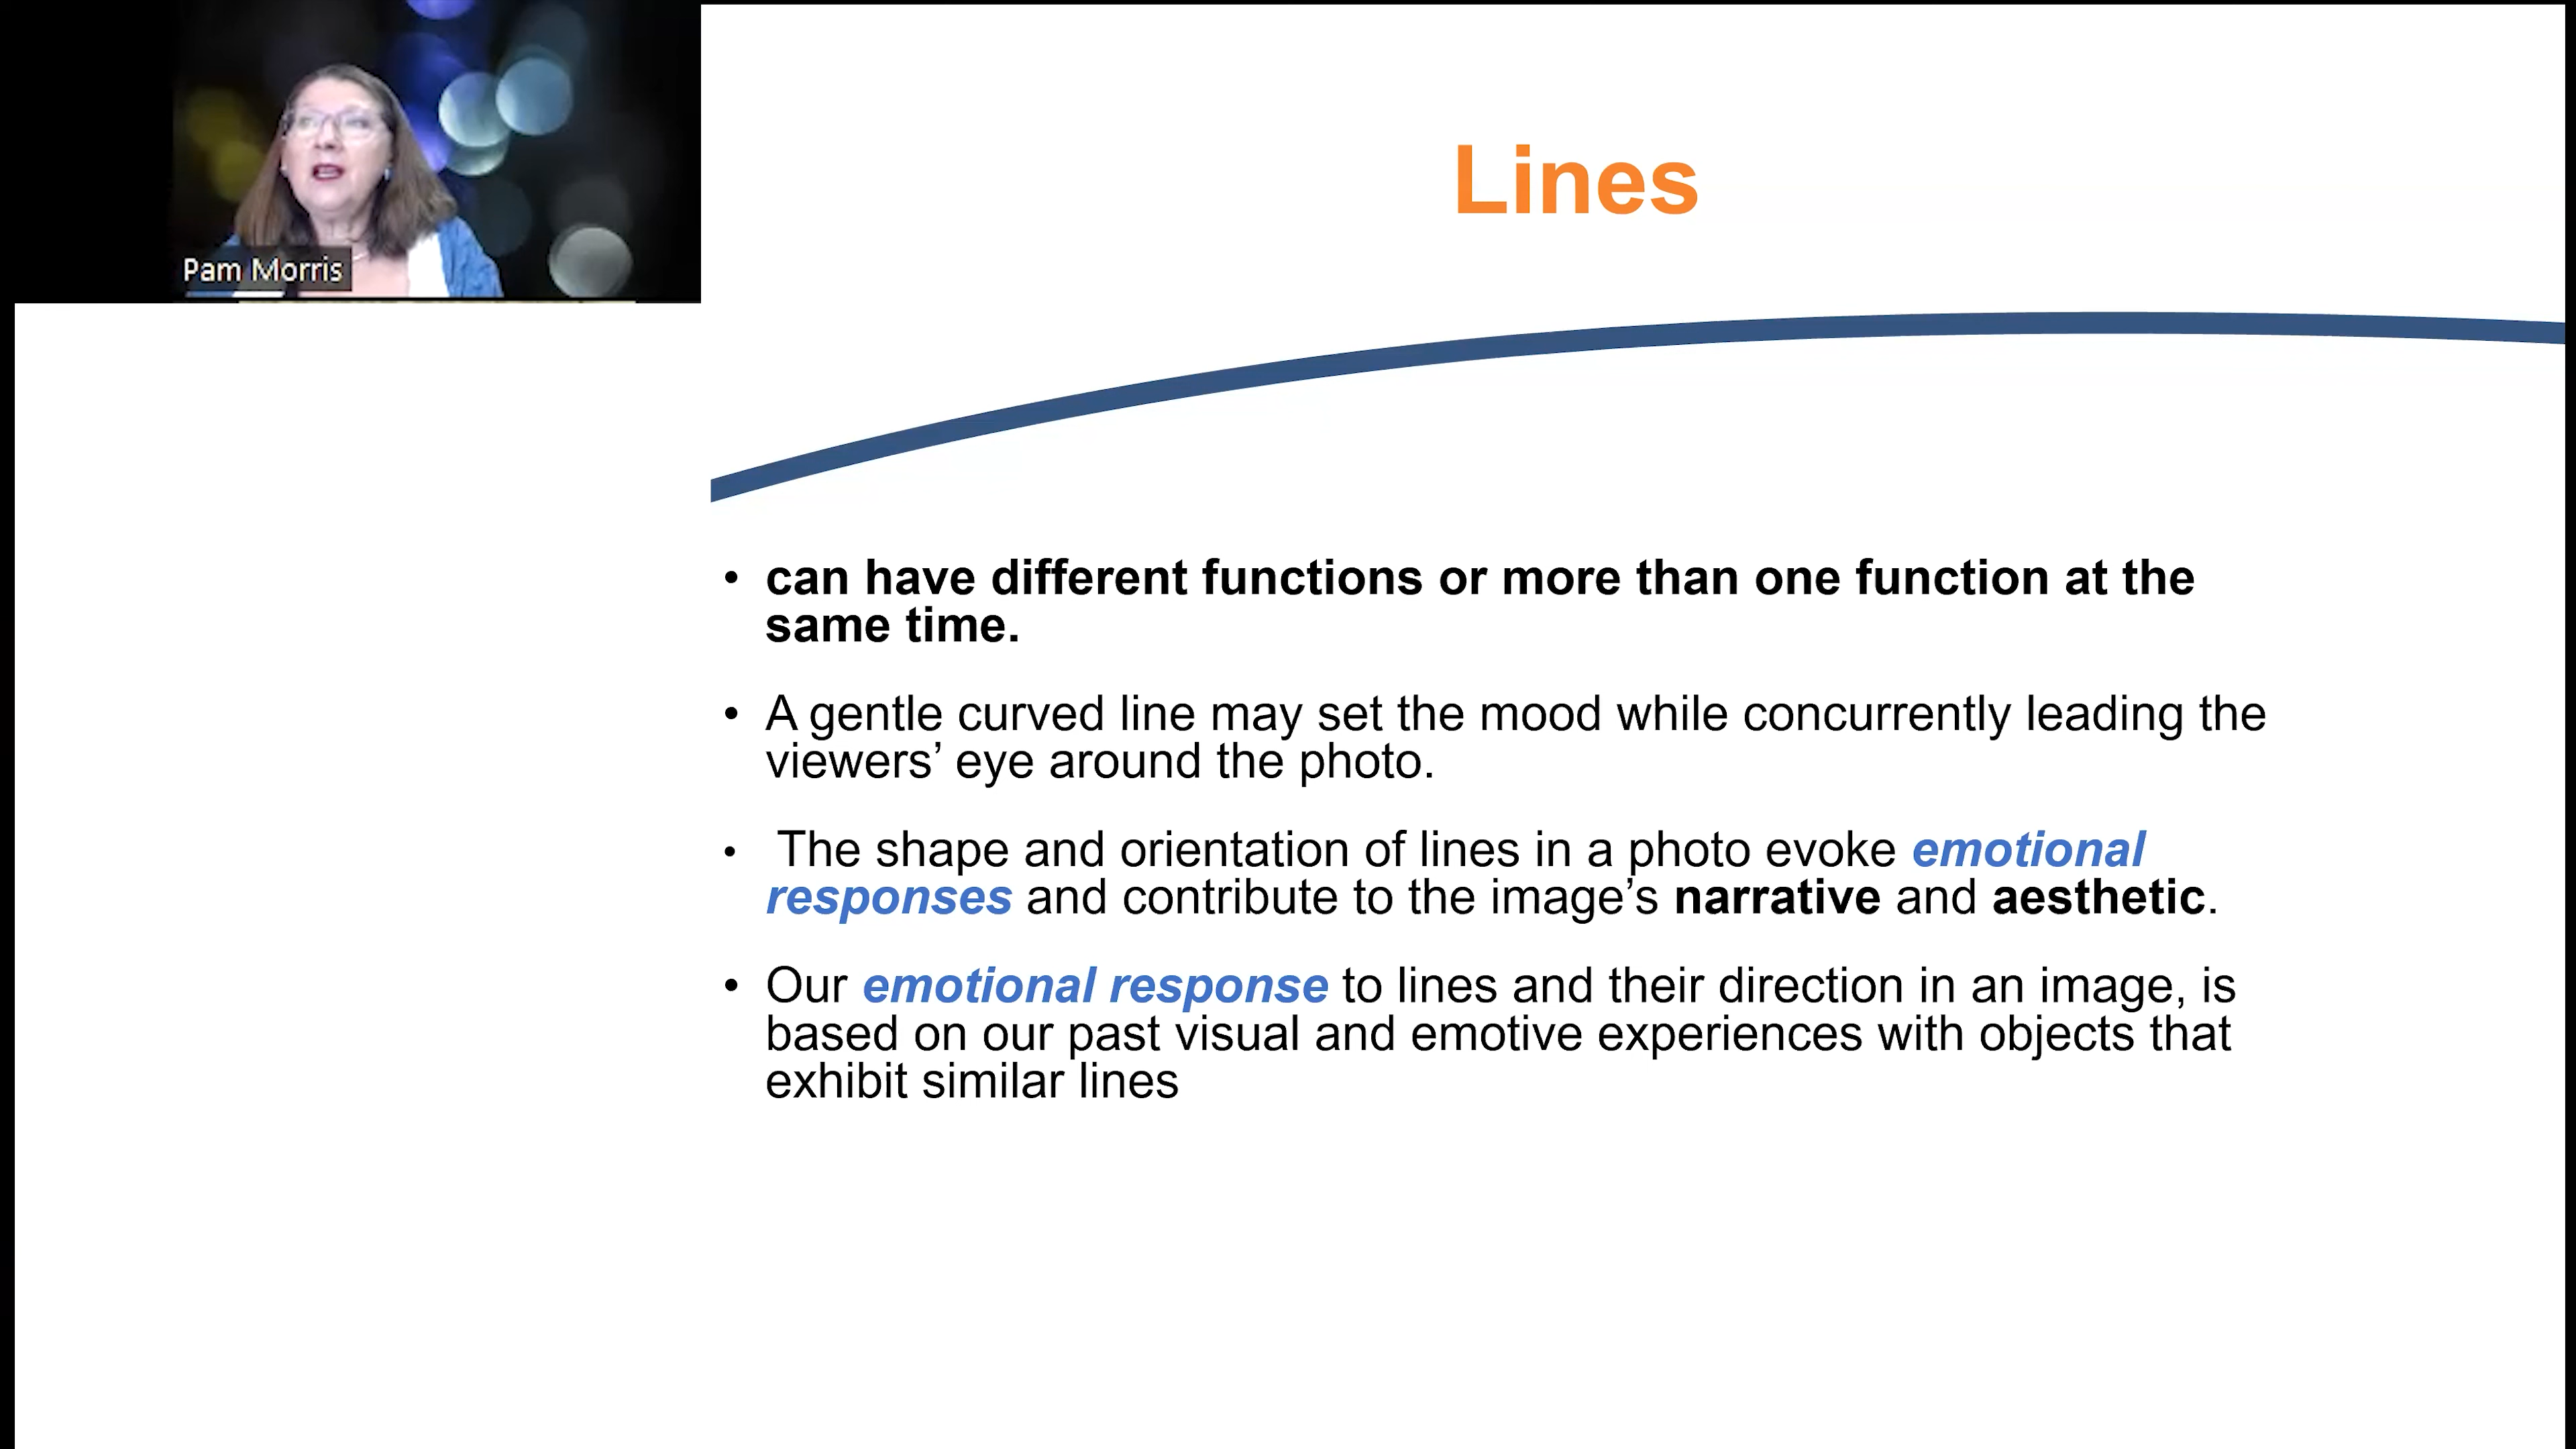 Pam Morris
Lines
• can have different functions or more than one function at the
same time.
• A gentle curved line may set the mood while concurrently leading the
viewers’ eye around the photo.
• The shape and orientation of lines in a photo evoke emotional
responses and contribute to the image’s narrative and aesthetic.
• Our emotional response to lines and their direction in an image, is
based on our past visual and emotive experiences with objects that
exhibit similar lines